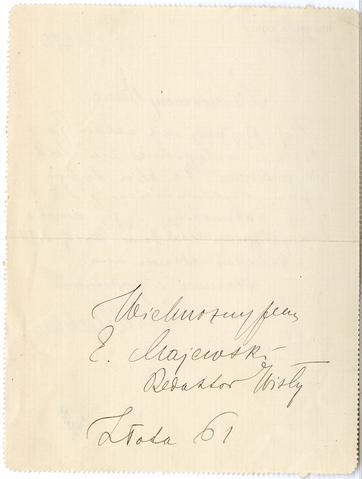 Wielmożny pan
E. Majewski
Redaktor Wisły
Złota 61